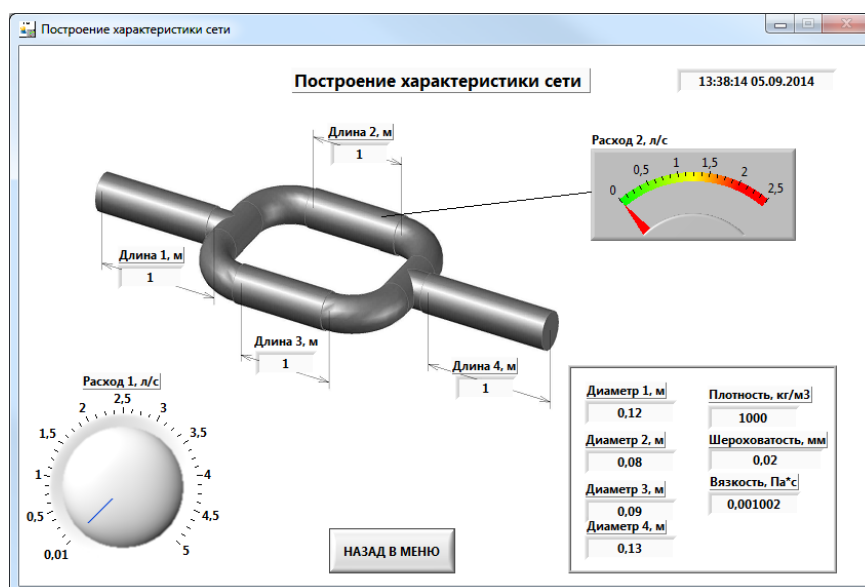 Построение характеристики сети
Построение характеристики сети
13:38:14 05.09.2014
Длина 2, м
1
Расход 2, л/с
0 0,5 1 1,5 2 2,5
Длина 1, м
1
Длина 3, м
1
Длина 4, м
1
Расход 1, л/с
0,01 0,5 1 1,5 2 2,5 3 3,5 4 4,5 5
Диаметр 1, м
0,12
Диаметр 2, м
0,08
Диаметр 3, м
0,09
Диаметр 4, м
0,13
Плотность, кг/м3
1000
Шероховатость, мм
0,02
Вязкость, Па*с
0,001002
НАЗАД В МЕНЮ